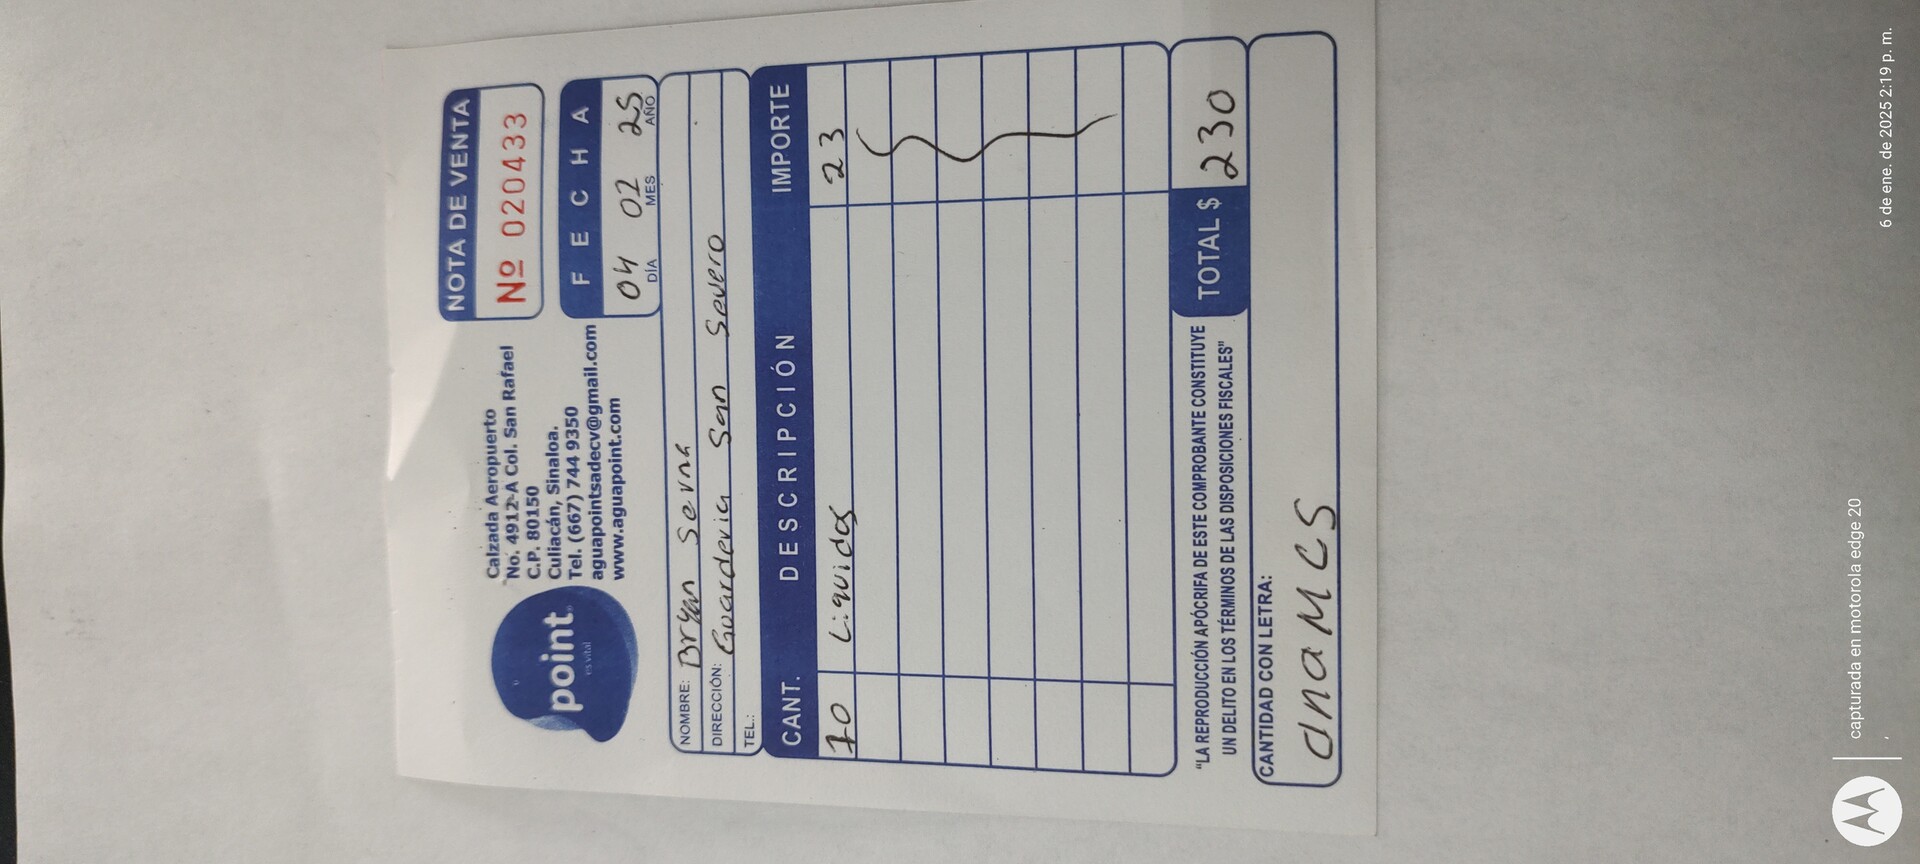 point
es vital
Calzada Aeropuerto
No. 4912-A Col. San Rafael
C.P. 80150
Culiacán, Sinaloa.
Tel. (667) 744 9350
aguapointsadecv@gmail.com
www.aguapoint.com
NOTA DE VENTA
Nº 020433
FECHA
04 02 25
DÍA MES AÑO
NOMBRE: Bryan Serna
DIRECCIÓN: Guarderia San Severo
TEL.:
CANT. DESCRIPCIÓN IMPORTE
10 Liquidos 23
"LA REPRODUCCIÓN APÓCRIFA DE ESTE COMPROBANTE CONSTITUYE
UN DELITO EN LOS TÉRMINOS DE LAS DISPOSICIONES FISCALES"
TOTAL $ 230
CANTIDAD CON LETRA:
capturada en motorola edge 20
,
6 de ene. de 2025 2:19 p. m.